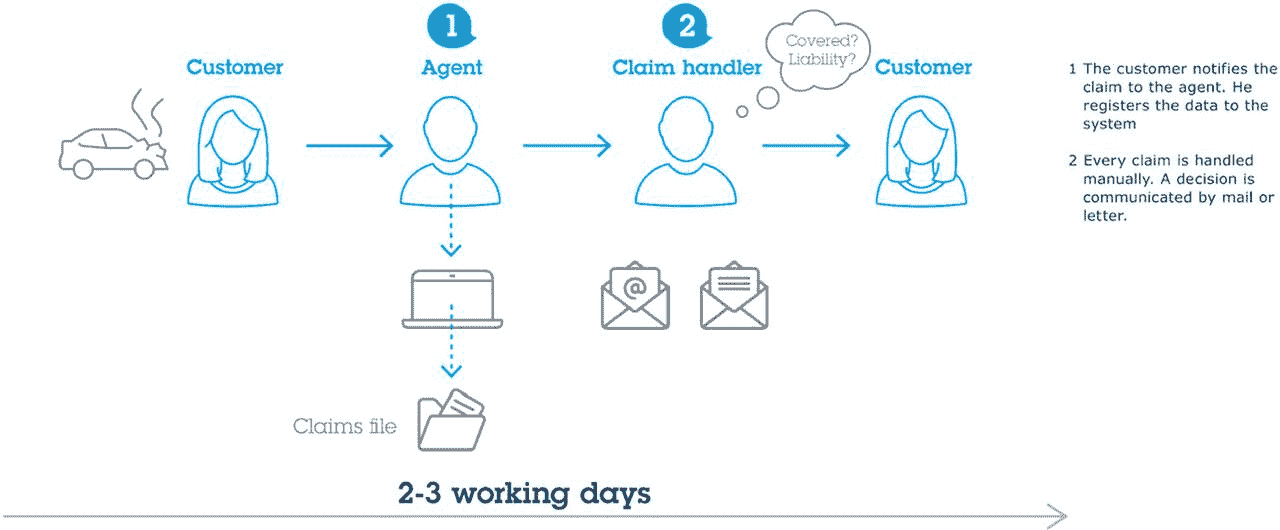 1
2
Covered?
Liability?
Customer
Agent
Claim handler
Customer
@
Claims file
2-3 working days
1 The customer notifies the
claim to the agent. He
registers the data to the
system
2 Every claim is handled
manually. A decision is
communicated by mail or
letter.